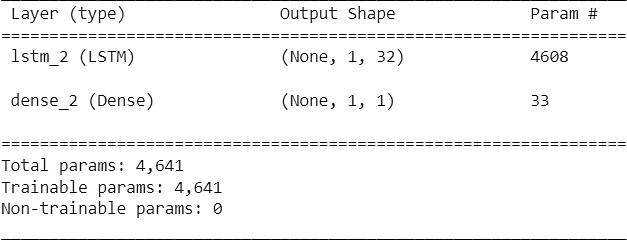 Layer (type) Output Shape Param #
=================================================================
lstm_2 (LSTM) (None, 1, 32) 4608
dense_2 (Dense) (None, 1, 1) 33
=================================================================
Total params: 4,641
Trainable params: 4,641
Non-trainable params: 0
_________________________________________________________________